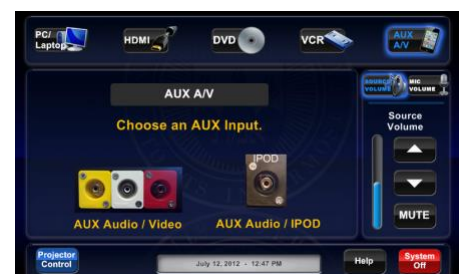 PC/
Laptop
HDMI
DVD
VCR
AUX
A/V
AUX A/V
Choose an AUX Input.
IPOD
AUX Audio / Video
AUX Audio / IPOD
SOURCE
VOLUME
MIC
VOLUME
Source
Volume
MUTE
Projector
Control
July 12, 2012 - 12:47 PM
Help
System
Off